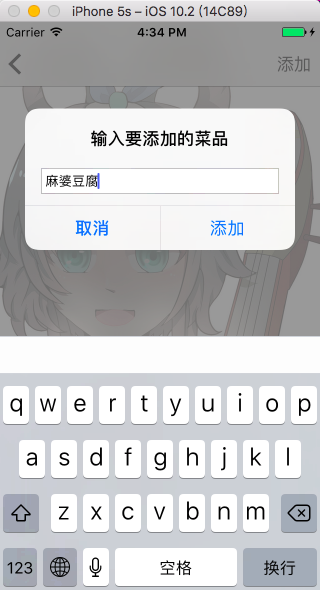 iPhone 5s – iOS 10.2 (14C89)
Carrier 4:34 PM
添加
输入要添加的菜品
麻婆豆腐
取消 添加
q w e r t y u i o p
a s d f g h j k l
z x c v b n m
123 空格 换行